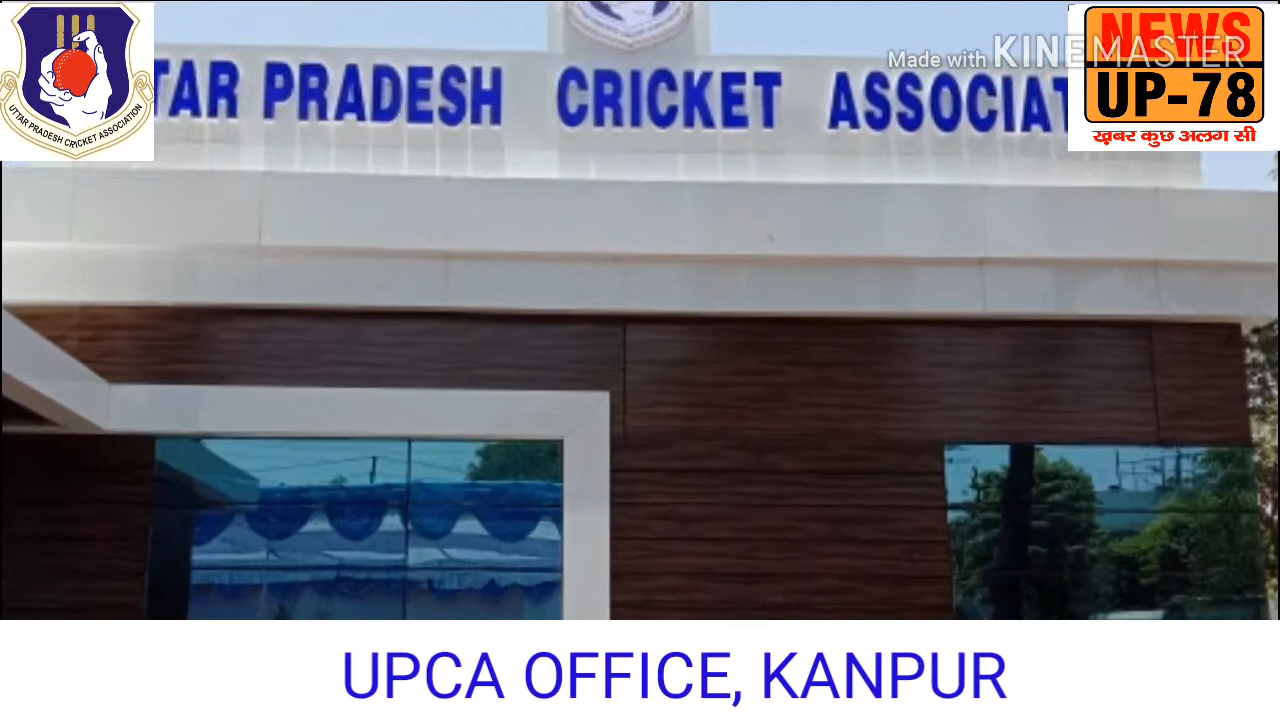 UTTAR PRADESH CRICKET ASSOCIATION
TAR PRADESH CRICKET ASSOCIAT
Made with KINEMASTER
NEWS
UP-78
ख़बर कुछ अलग सी
UPCA OFFICE, KANPUR